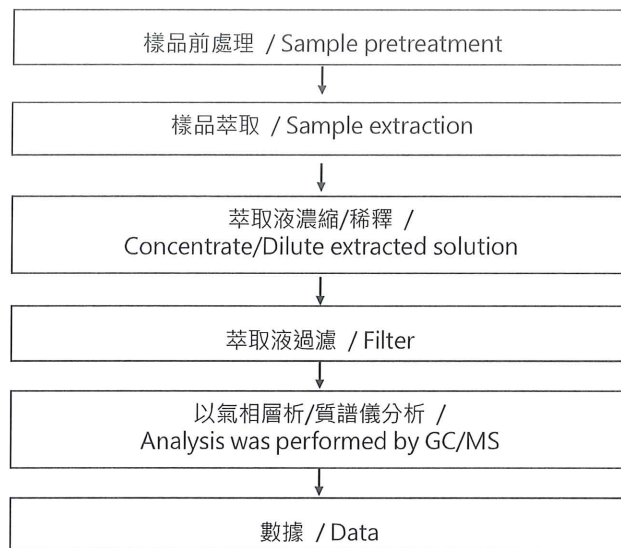 樣品前處理 / Sample pretreatment
樣品萃取 / Sample extraction
萃取液濃縮/稀釋 /
Concentrate/Dilute extracted solution
萃取液過濾 / Filter
以氣相層析/質譜儀分析 /
Analysis was performed by GC/MS
數據 / Data